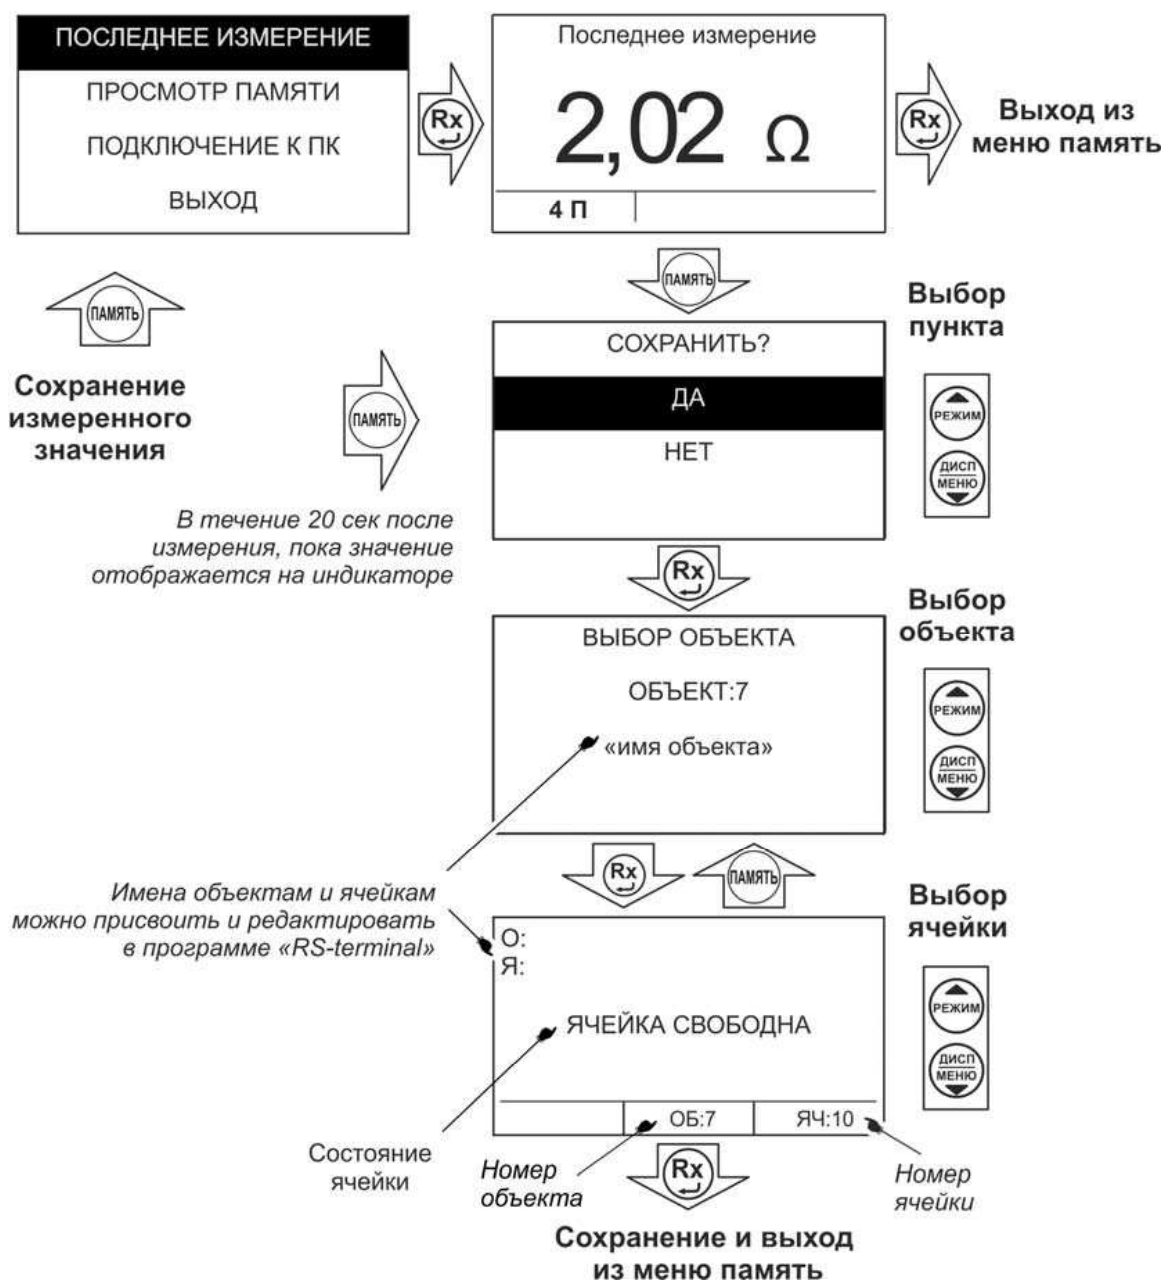 ПОСЛЕДНЕЕ ИЗМЕРЕНИЕ
ПРОСМОТР ПАМЯТИ
ПОДКЛЮЧЕНИЕ К ПК
ВЫХОД
Rx
Последнее измерение
2,02 Ω
4 П
Rx
Выход из
меню память
ПАМЯТЬ
Сохранение
измеренного
значения
ПАМЯТЬ
ПАМЯТЬ
В течение 20 сек после
измерения, пока значение
отображается на индикаторе
СОХРАНИТЬ?
ДА
НЕТ
Выбор
пункта
РЕЖИМ
ДИСП
МЕНЮ
Rx
ВЫБОР ОБЪЕКТА
ОБЪЕКТ:7
«имя объекта»
Выбор
объекта
РЕЖИМ
ДИСП
МЕНЮ
Rx
ПАМЯТЬ
Имена объектам и ячейкам
можно присвоить и редактировать
в программе «RS-terminal»
О:
Я:
ЯЧЕЙКА СВОБОДНА
ОБ:7
ЯЧ:10
Выбор
ячейки
РЕЖИМ
ДИСП
МЕНЮ
Состояние
ячейки
Номер
объекта
Rx
Номер
ячейки
Сохранение и выход
из меню память